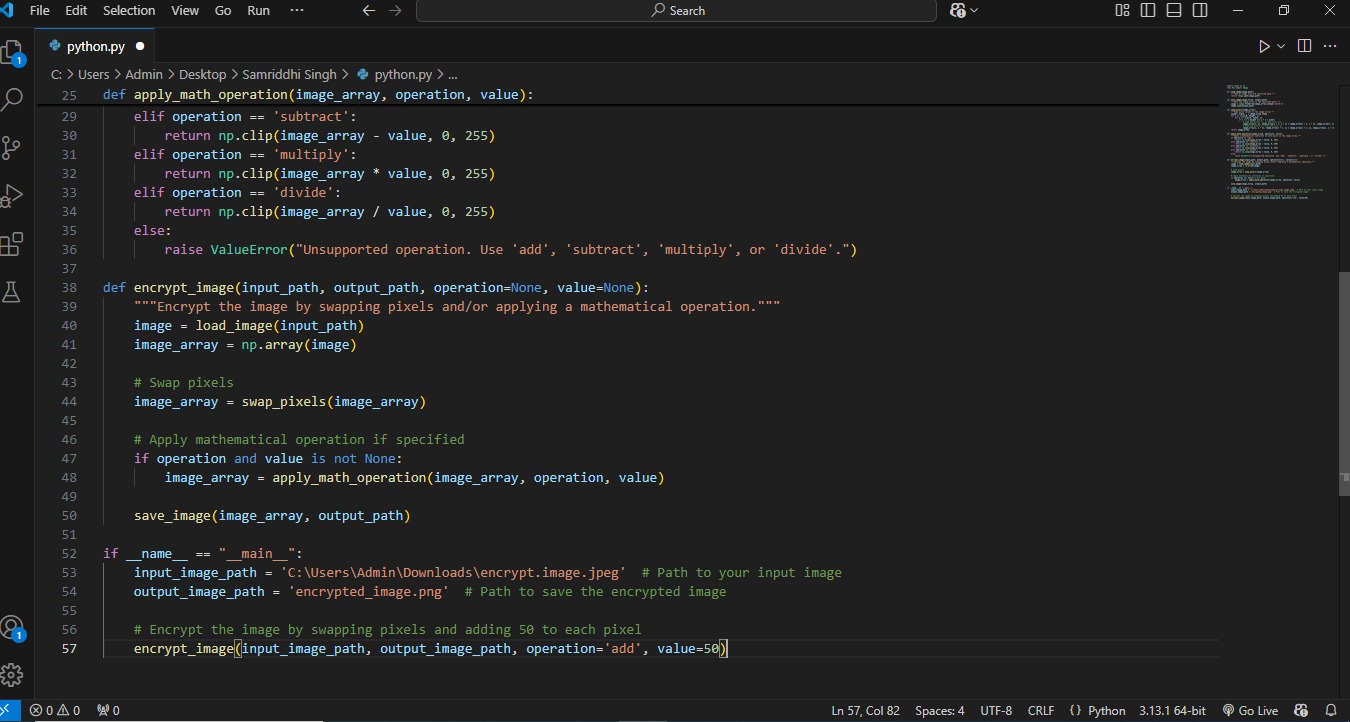 File Edit Selection View Go Run ··· Search
1
python.py
C: > Users > Admin > Desktop > Samriddhi Singh > python.py > ...
25 def apply_math_operation(image_array, operation, value):
29 elif operation == 'subtract':
30 return np.clip(image_array - value, 0, 255)
31 elif operation == 'multiply':
32 return np.clip(image_array * value, 0, 255)
33 elif operation == 'divide':
34 return np.clip(image_array / value, 0, 255)
35 else:
36 raise ValueError("Unsupported operation. Use 'add', 'subtract', 'multiply', or 'divide'.")
37
38 def encrypt_image(input_path, output_path, operation=None, value=None):
39 """Encrypt the image by swapping pixels and/or applying a mathematical operation."""
40 image = load_image(input_path)
41 image_array = np.array(image)
42
43 # Swap pixels
44 image_array = swap_pixels(image_array)
45
46 # Apply mathematical operation if specified
47 if operation and value is not None:
48 image_array = apply_math_operation(image_array, operation, value)
49
50 save_image(image_array, output_path)
51
52 if __name__ == "__main__":
53 input_image_path = 'C:\Users\Admin\Downloads\encrypt.image.jpeg' # Path to your input image
54 output_image_path = 'encrypted_image.png' # Path to save the encrypted image
55
56 # Encrypt the image by swapping pixels and adding 50 to each pixel
57 encrypt_image(input_image_path, output_image_path, operation='add', value=50)
1
0 0 0 Ln 57, Col 82 Spaces: 4 UTF-8 CRLF {} Python 3.13.1 64-bit Go Live